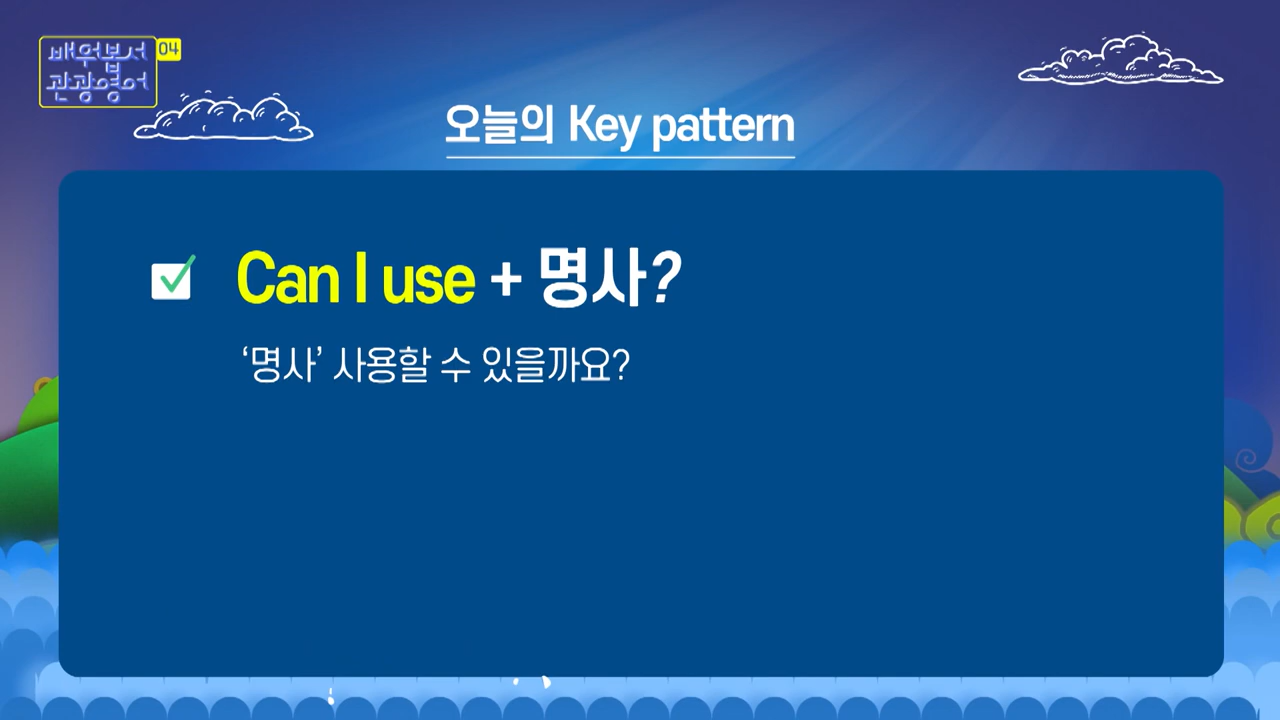 배워봅서
관광영어
04
오늘의 Key pattern
Can I use + 명사?
‘명사’ 사용할 수 있을까요?